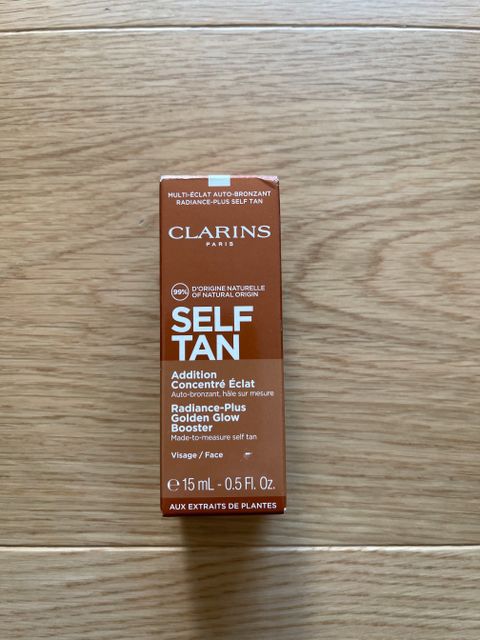 MULTI-ÉCLAT AUTO-BRONZANT
RADIANCE-PLUS SELF TAN
CLARINS
PARIS
99% D'ORIGINE NATURELLE
OF NATURAL ORIGIN
SELF
TAN
Addition
Concentré Éclat
Auto-bronzant, hâle sur mesure
Radiance-Plus
Golden Glow
Booster
Made-to-measure self tan
Visage / Face
℮ 15 mL - 0.5 Fl. Oz.
AUX EXTRAITS DE PLANTES